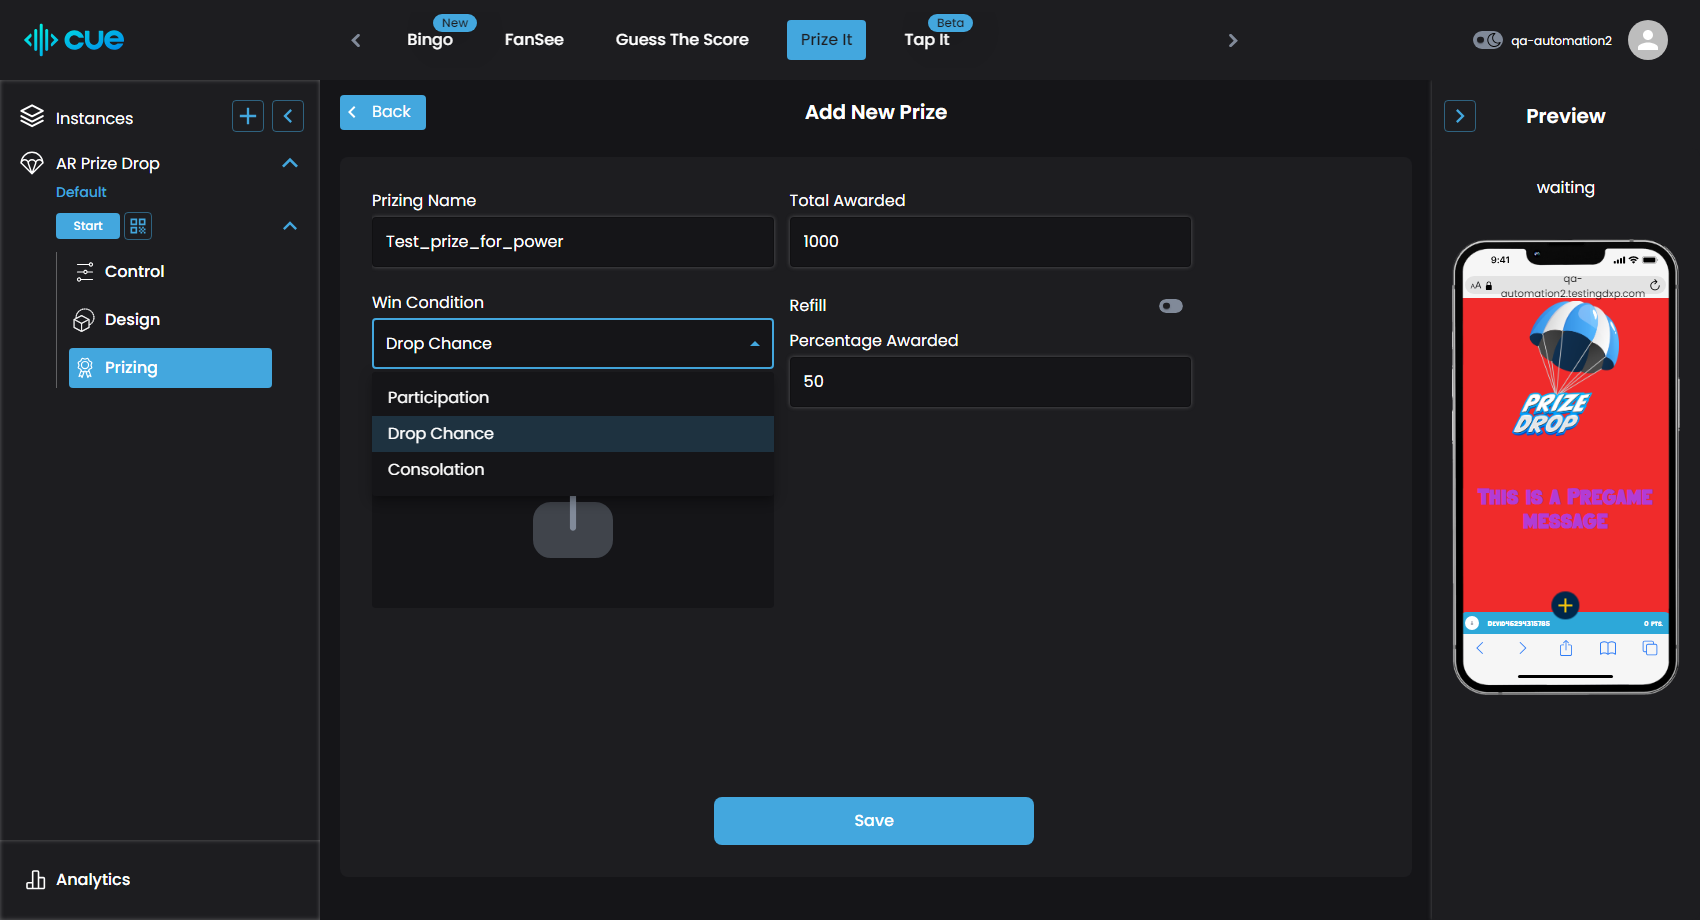 cue
New
Bingo
FanSee
Guess The Score
Prize It
Beta
Tap It
qa-automation2
Instances
AR Prize Drop
Default
Start
Control
Design
Prizing
Analytics
Back
Add New Prize
Prizing Name
Test_prize_for_power
Total Awarded
1000
Win Condition
Drop Chance
Participation
Drop Chance
Consolation
Refill
Percentage Awarded
50
Save
Preview
waiting
9:41
AA
qa-
automation2.testingdxp.com
PRIZE
DROP
This is a Pregame
message
0 PTS.